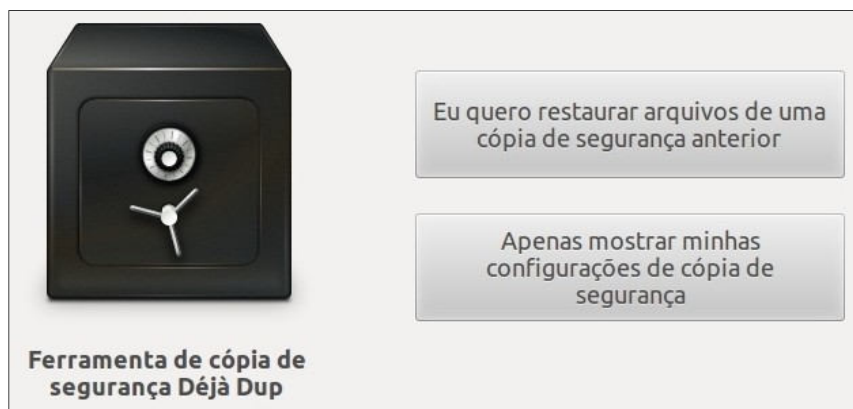 Eu quero restaurar arquivos de uma
cópia de segurança anterior
Apenas mostrar minhas
configurações de cópia de
segurança
Ferramenta de cópia de
segurança Déjà Dup